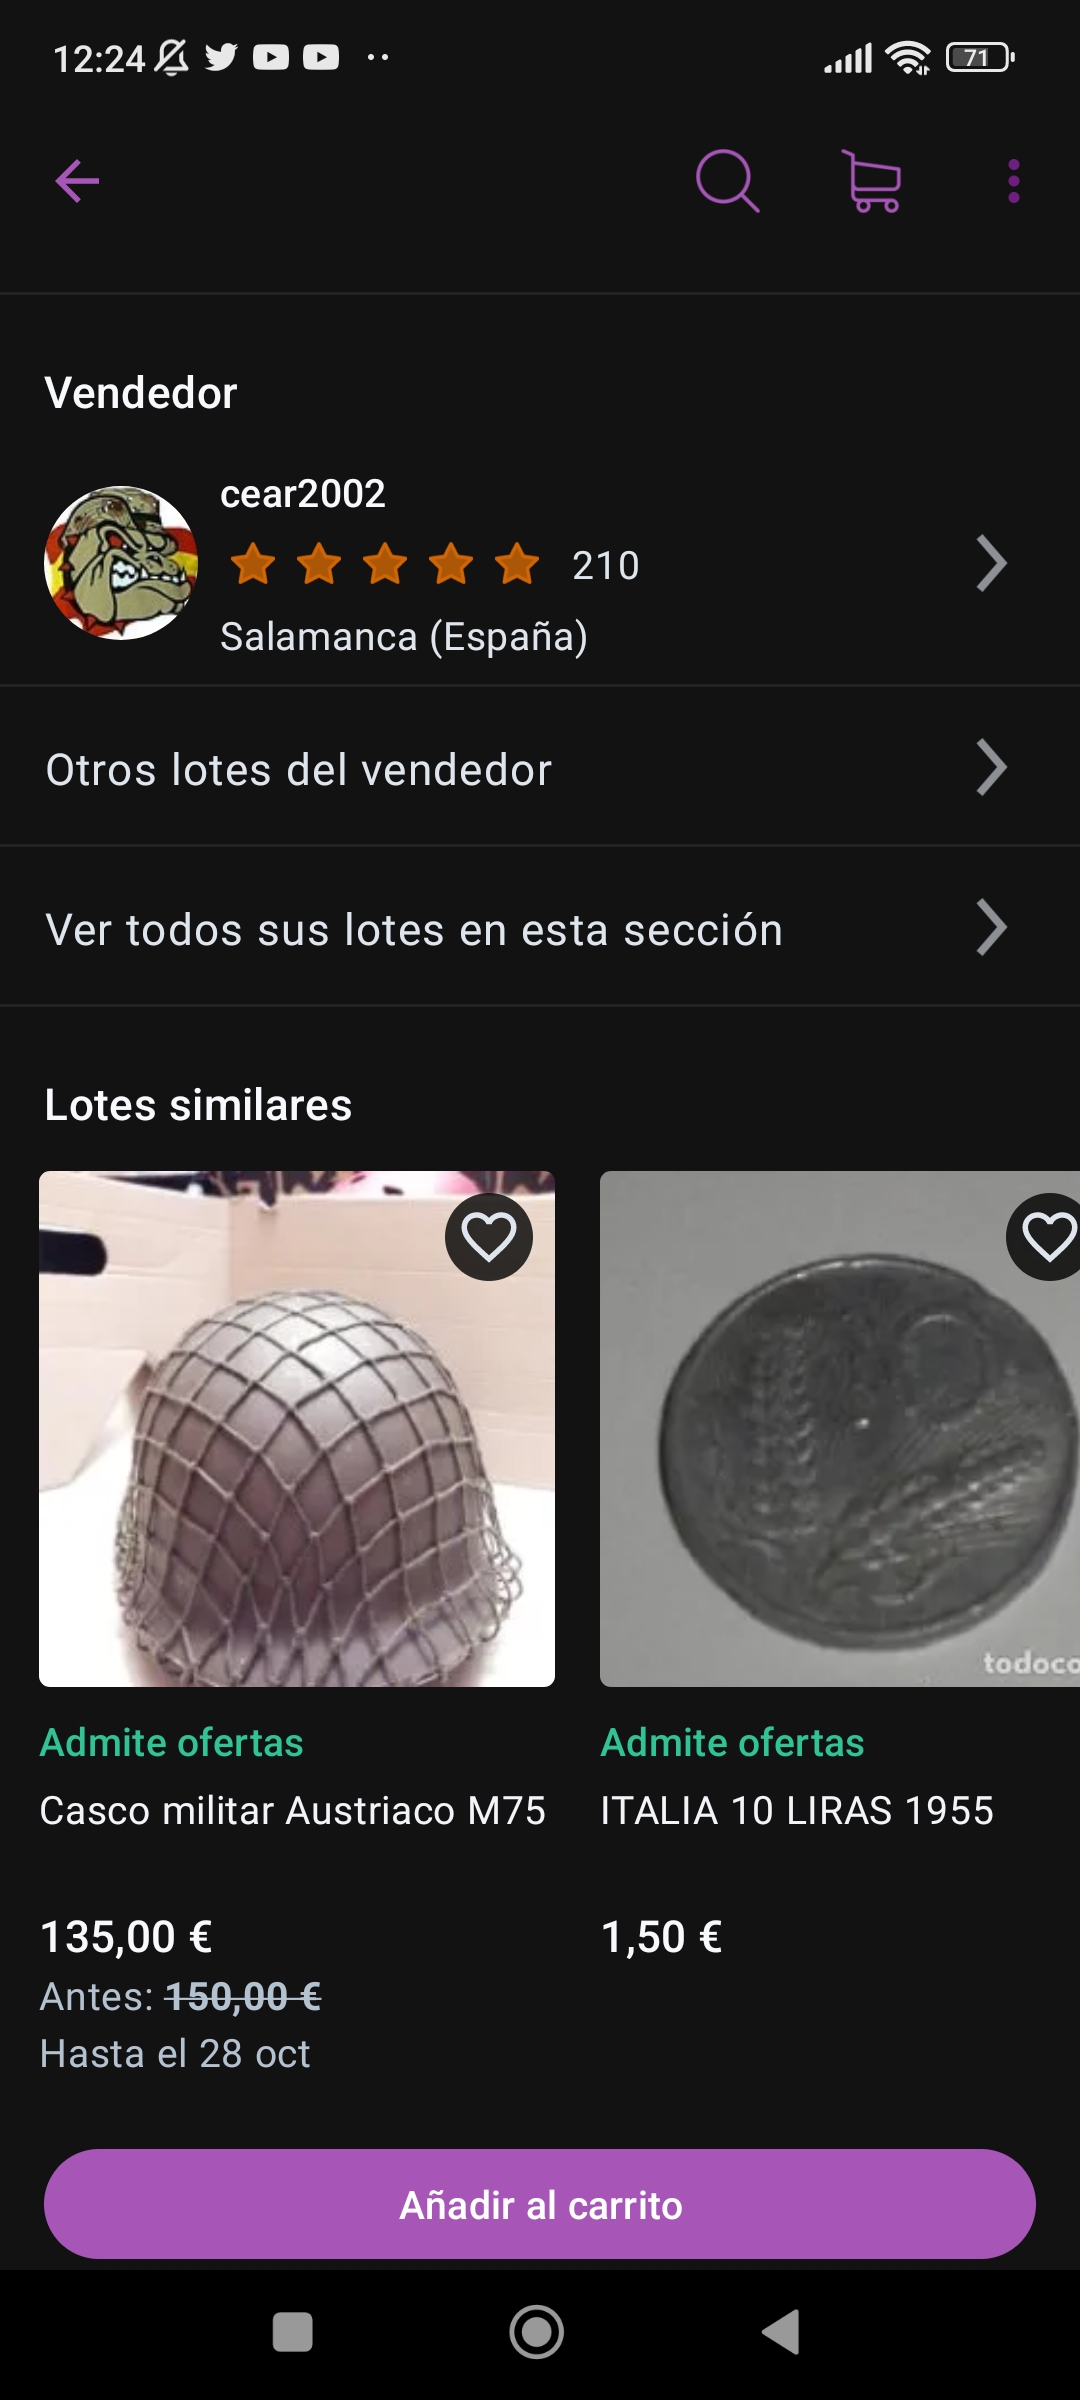 12:24
71
Vendedor
cear2002
210
Salamanca (España)
Otros lotes del vendedor
Ver todos sus lotes en esta sección
Lotes similares
todoco
Admite ofertas
Admite ofertas
Casco militar Austriaco M75
ITALIA 10 LIRAS 1955
135,00 €
1,50 €
Antes: 150,00 €
Hasta el 28 oct
Añadir al carrito